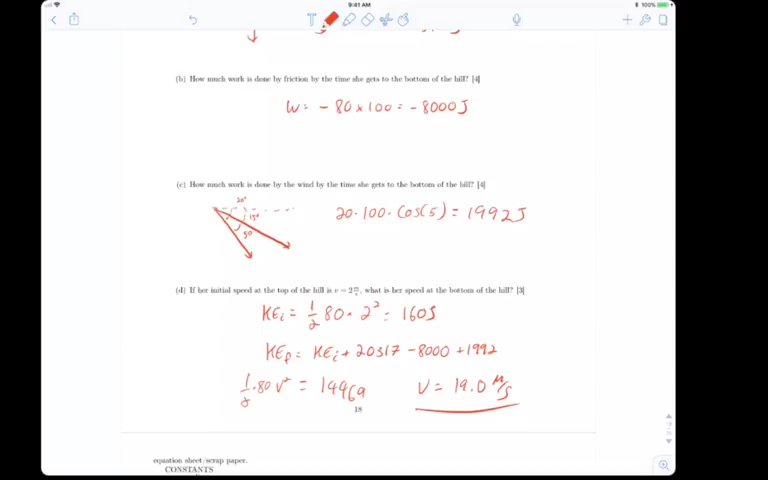 9:41 AM
100%
T
(b) How much work is done by friction by the time she gets to the bottom of the hill? [4]
W = - 80 × 100 = - 8000 J
(c) How much work is done by the wind by the time she gets to the bottom of the hill? [4]
20°
15°
5°
20 · 100 · cos(5) = 1992 J
(d) If her initial speed at the top of the hill is v = 2 m/s, what is her speed at the bottom of the hill? [3]
KEi = 1/2 80 · 2² = 160J
KEf = KEi + 20317 - 8000 + 1992
1/2 · 80 V² = 14469
V = 19.0 m/s
18
equation sheet/scrap paper.
CONSTANTS